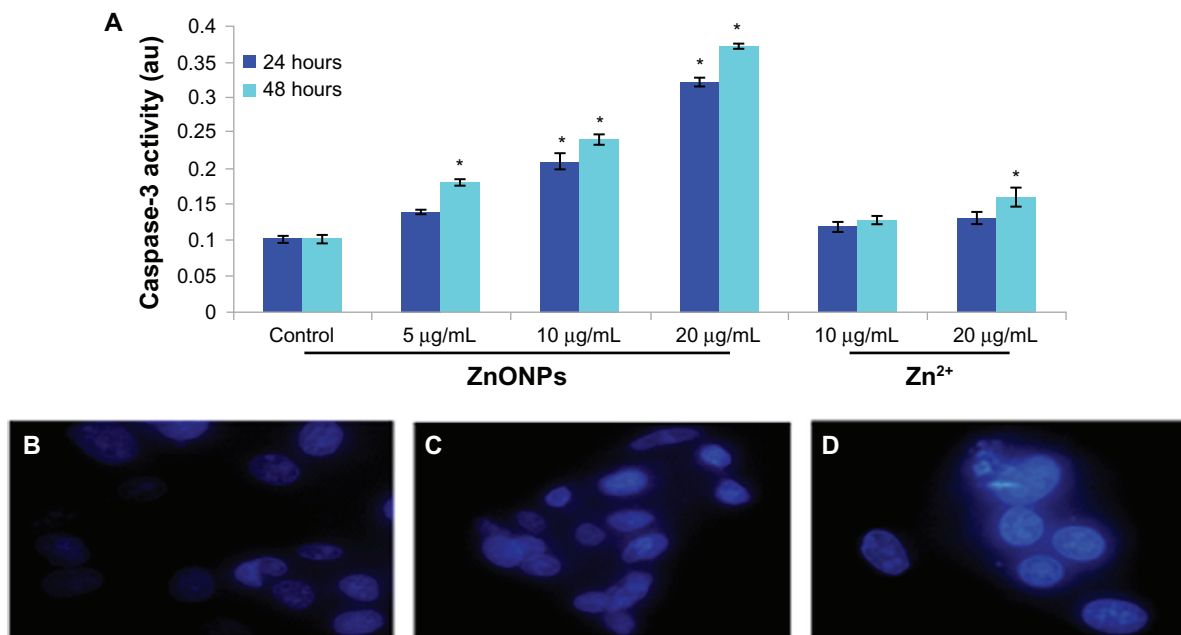 A
Caspase-3 activity (au)
0.4
0.35
0.3
0.25
0.2
0.15
0.1
0.05
0
24 hours
48 hours
* * * * * *
Control 5 μg/mL 10 μg/mL 20 μg/mL 10 μg/mL 20 μg/mL
ZnONPs Zn²⁺
B C D